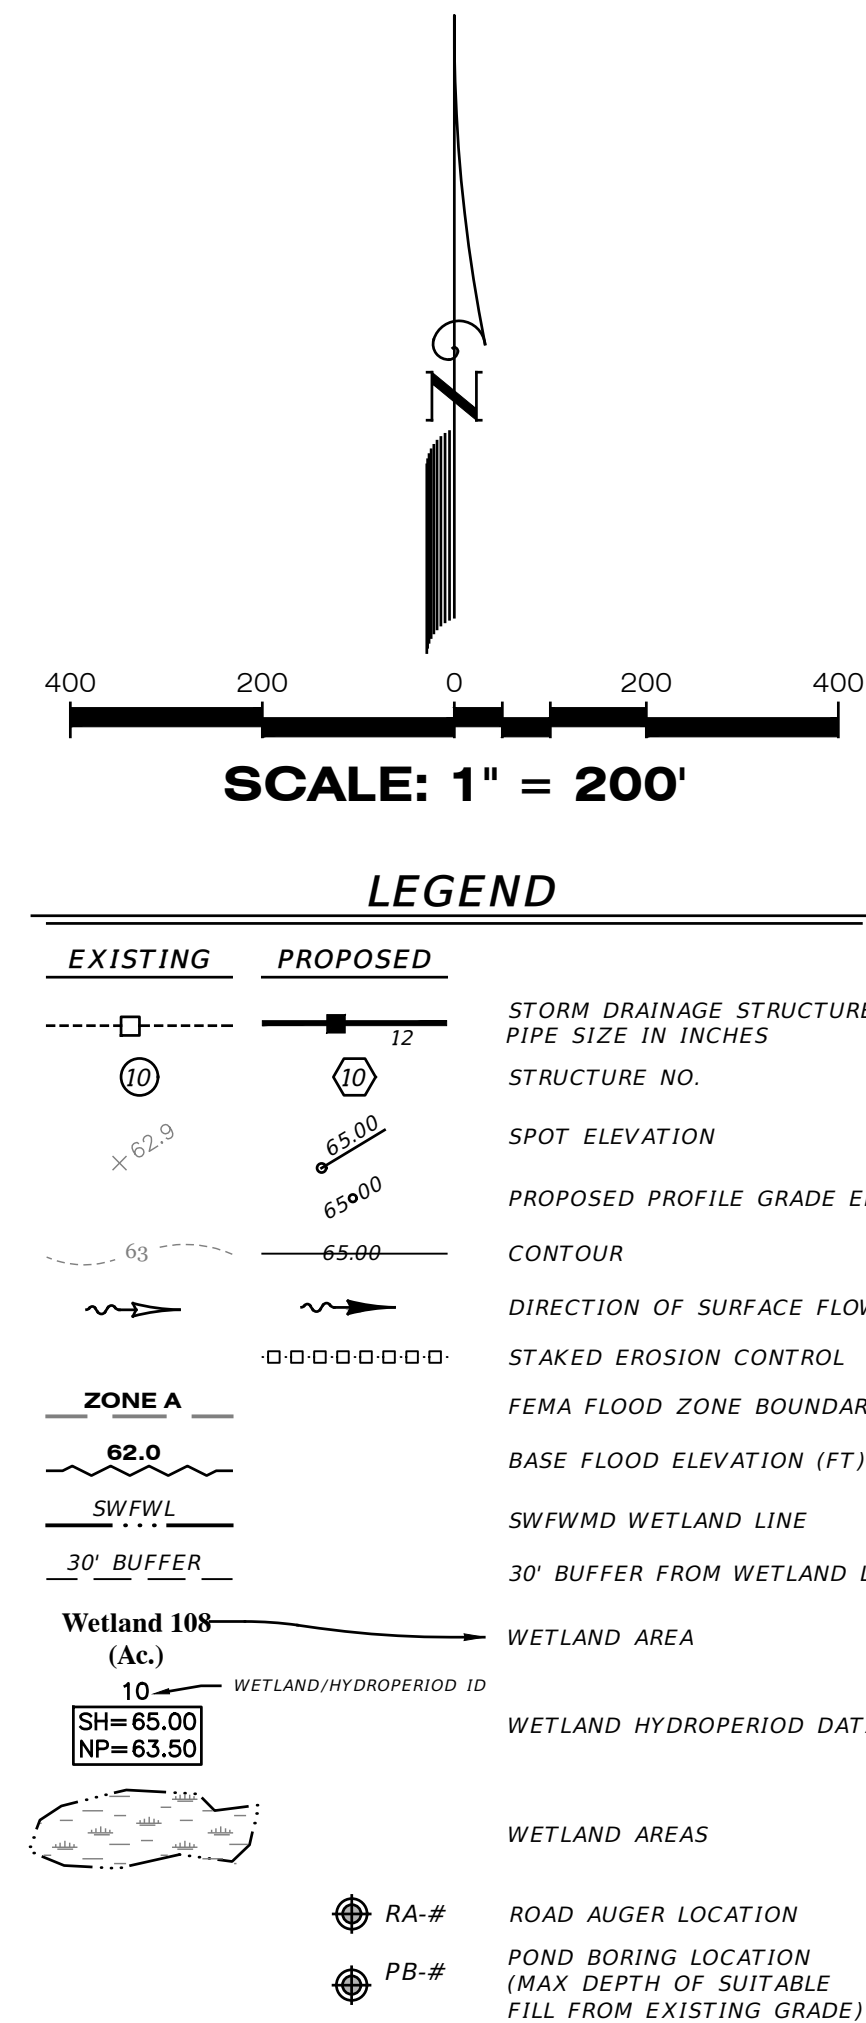 N
400 200 0 200 400
SCALE: 1" = 200'
LEGEND
EXISTING PROPOSED
STORM DRAINAGE STRUCTURE
12 PIPE SIZE IN INCHES
10 10 STRUCTURE NO.
62.9 65.00 SPOT ELEVATION
65 00 PROPOSED PROFILE GRADE
63 65.00 CONTOUR
DIRECTION OF SURFACE
STAKED EROSION CONTROL
ZONE A
FEMA FLOOD ZONE
62.0
BASE FLOOD ELEVATION (FT)
SWFWL
SWFWMD WETLAND LINE
30' BUFFER
30' BUFFER FROM WETLAND
Wetland 108
(Ac.)
WETLAND AREA
10 WETLAND/HYDROPERIOD ID
SH=65.00
NP=63.50
WETLAND HYDROPERIOD
WETLAND AREAS
RA-# ROAD AUGER LOCATION
PB-# POND BORING LOCATION
(MAX DEPTH OF SUITABLE
FILL FROM EXISTING GRADE)